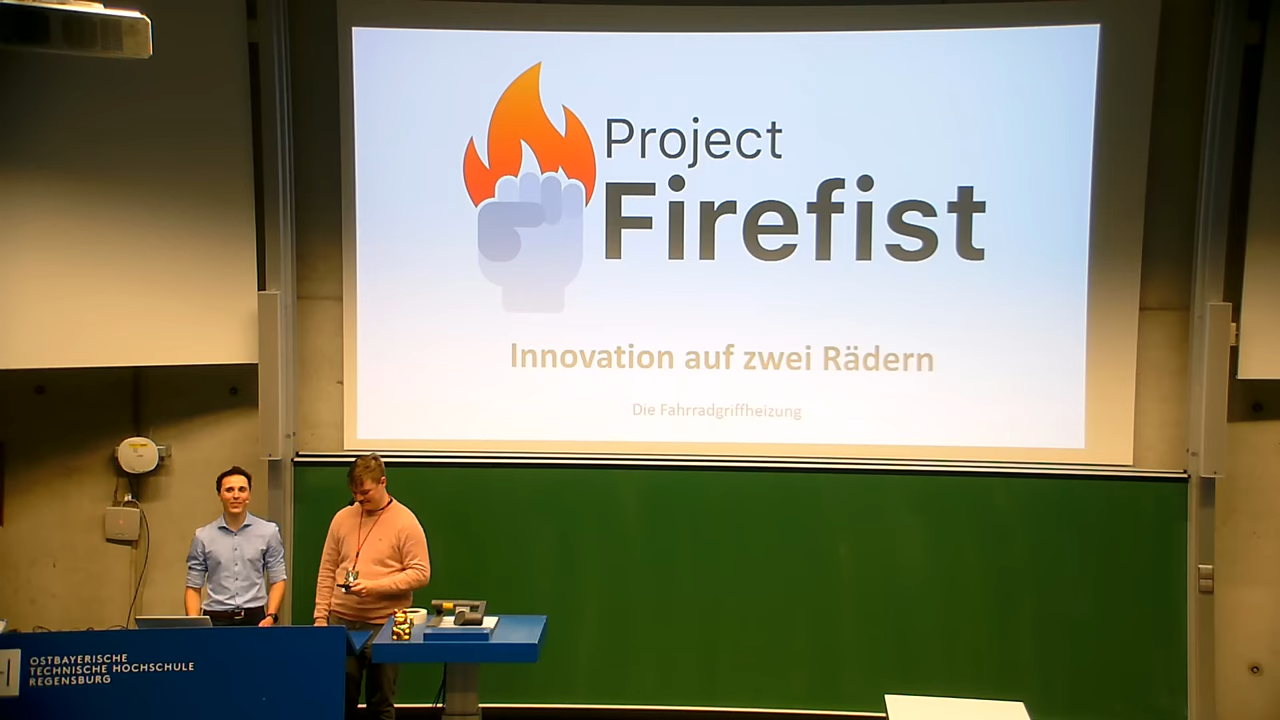 Project
Firefist
Innovation auf zwei Rädern
Die Fahrradgriffheizung
OSTBAYERISCHE
TECHNISCHE HOCHSCHULE
REGENSBURG